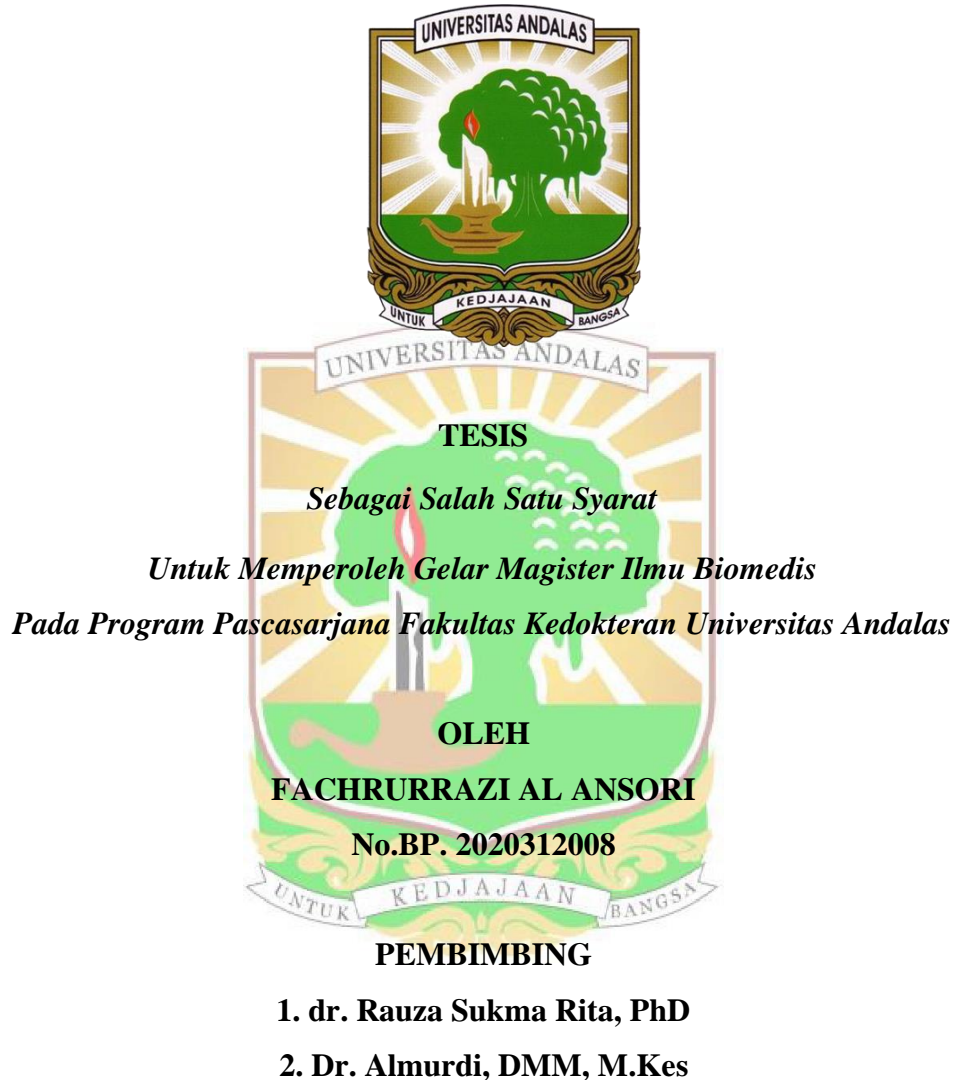 UNIVERSITAS ANDALAS
UNTUK KEDJAJAAN BANGSA
UNIVERSITAS ANDALAS
TESIS
Sebagai Salah Satu Syarat
Untuk Memperoleh Gelar Magister Ilmu Biomedis
Pada Program Pascasarjana Fakultas Kedokteran Universitas Andalas
OLEH
FACHRURRAZI AL ANSORI
No.BP. 2020312008
UNTUK KEDJAJAAN BANGSA
PEMBIMBING
1. dr. Rauza Sukma Rita, PhD
2. Dr. Almurdi, DMM, M.Kes